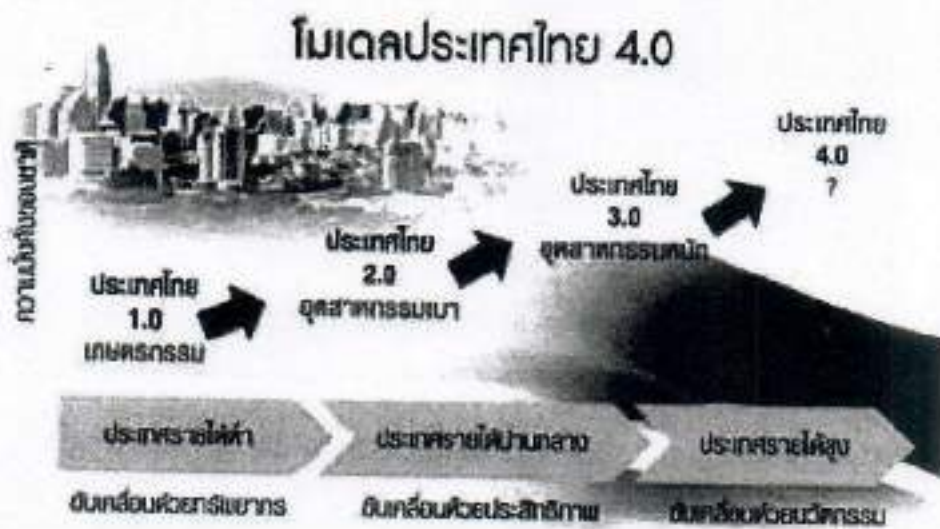 โมเดลประเทศไทย 4.0
ประเทศไทย
4.0
?
ประเทศไทย
3.0
อุตสาหกรรมหนัก
ประเทศไทย
2.0
อุตสาหกรรมเบา
ประเทศไทย
1.0
เกษตรกรรม
ความมั่งคั่งของชาติ
ประเทศรายได้ต่ำ
ประเทศรายได้ปานกลาง
ประเทศรายได้สูง
ขับเคลื่อนด้วยทรัพยากร
ขับเคลื่อนด้วยประสิทธิภาพ
ขับเคลื่อนด้วยนวัตกรรม